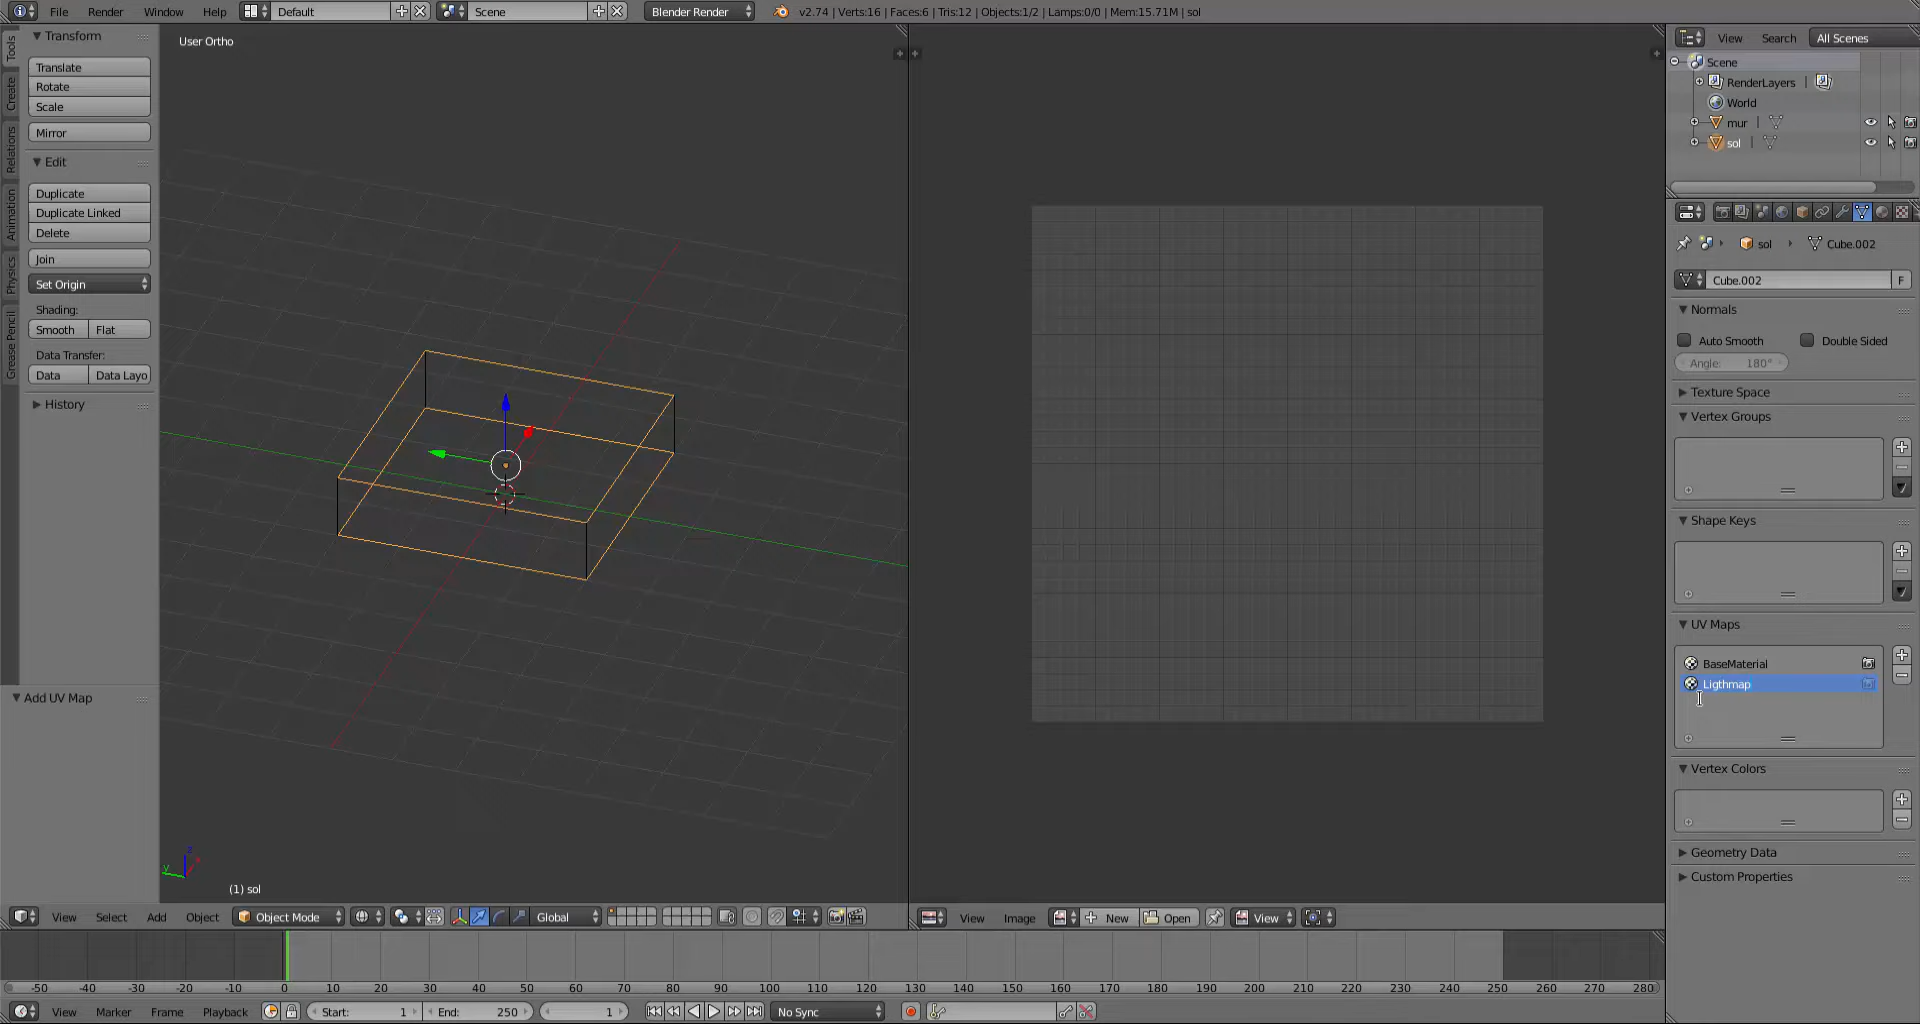 File Render Window Help Default Scene Blender Render v2.74 | Verts:16 | Faces:6 | Tris:12 | Objects:1/2 | Lamps:0/0 | Mem:15.71M | sol
Tools
Create
Relations
Animation
Physics
Grease Pencil
Transform
Translate
Rotate
Scale
Mirror
Edit
Duplicate
Duplicate Linked
Delete
Join
Set Origin
Shading:
Smooth Flat
Data Transfer:
Data Data Layo
History
Add UV Map
User Ortho
(1) sol
View Select Add Object Object Mode Global
View Image New Open View
View Search All Scenes
Scene
RenderLayers |
World
mur |
sol |
sol Cube.002
Cube.002 F
Normals
Auto Smooth Double Sided
Angle: 180°
Texture Space
Vertex Groups
Shape Keys
UV Maps
BaseMaterial
Ligthmap
Vertex Colors
Geometry Data
Custom Properties
-50 -40 -30 -20 -10 0 10 20 30 40 50 60 70 80 90 100 110 120 130 140 150 160 170 180 190 200 210 220 230 240 250 260 270 280
View Marker Frame Playback Start: 1 End: 250 1 No Sync
z
y
x